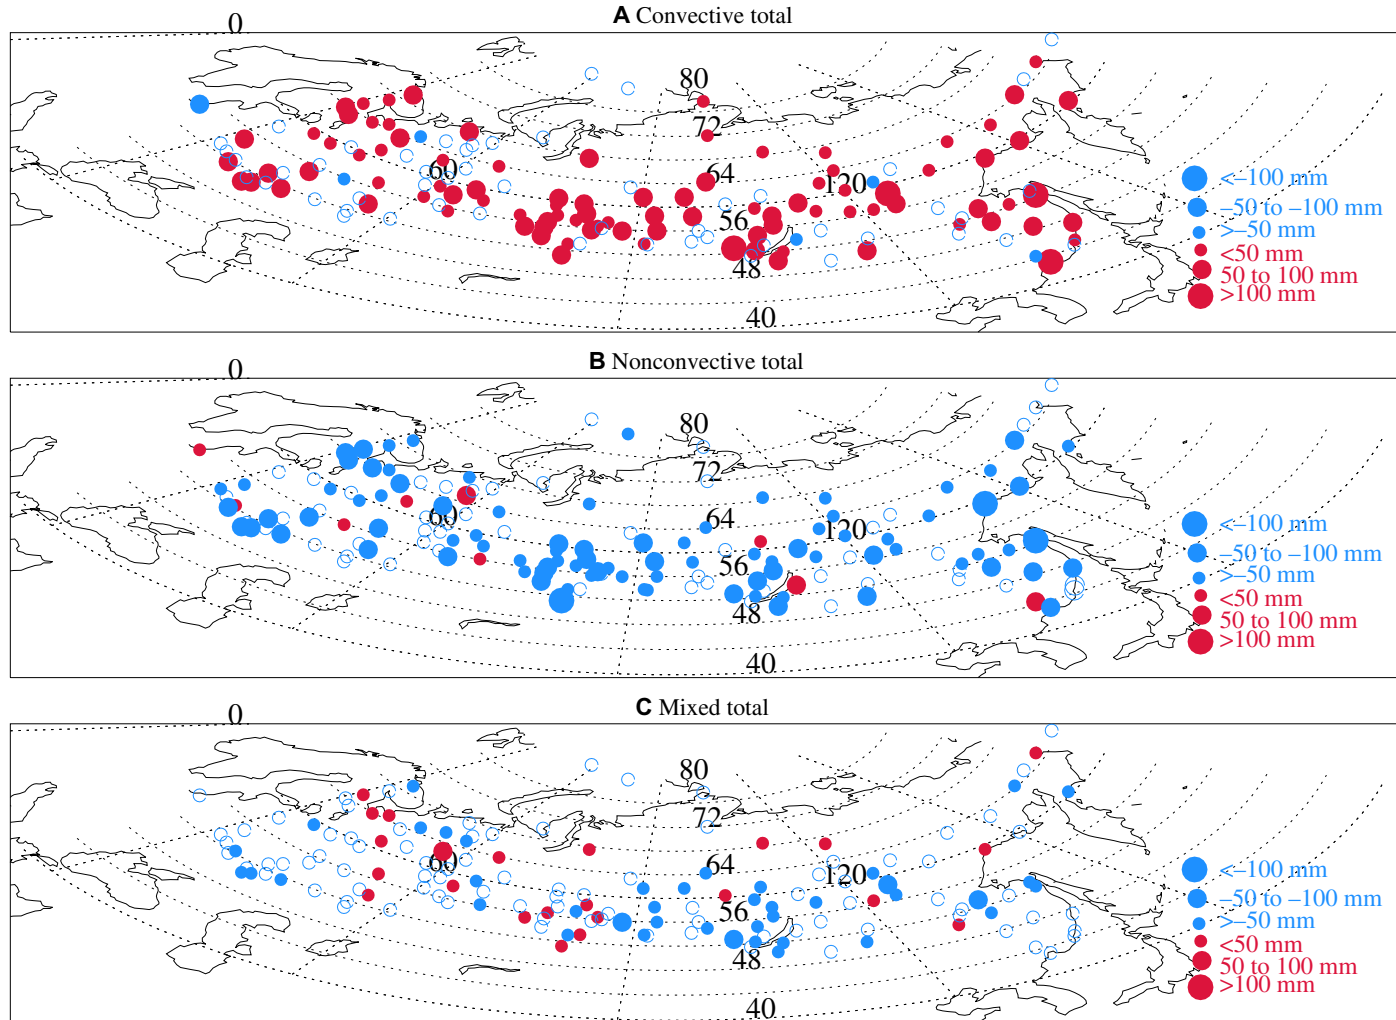 A Convective total
0
80
72
64
60
120
56
48
40
<–100 mm
–50 to –100 mm
>–50 mm
<50 mm
50 to 100 mm
>100 mm
B Nonconvective total
0
80
72
64
60
120
56
48
40
<–100 mm
–50 to –100 mm
>–50 mm
<50 mm
50 to 100 mm
>100 mm
C Mixed total
0
80
72
64
60
120
56
48
40
<–100 mm
–50 to –100 mm
>–50 mm
<50 mm
50 to 100 mm
>100 mm